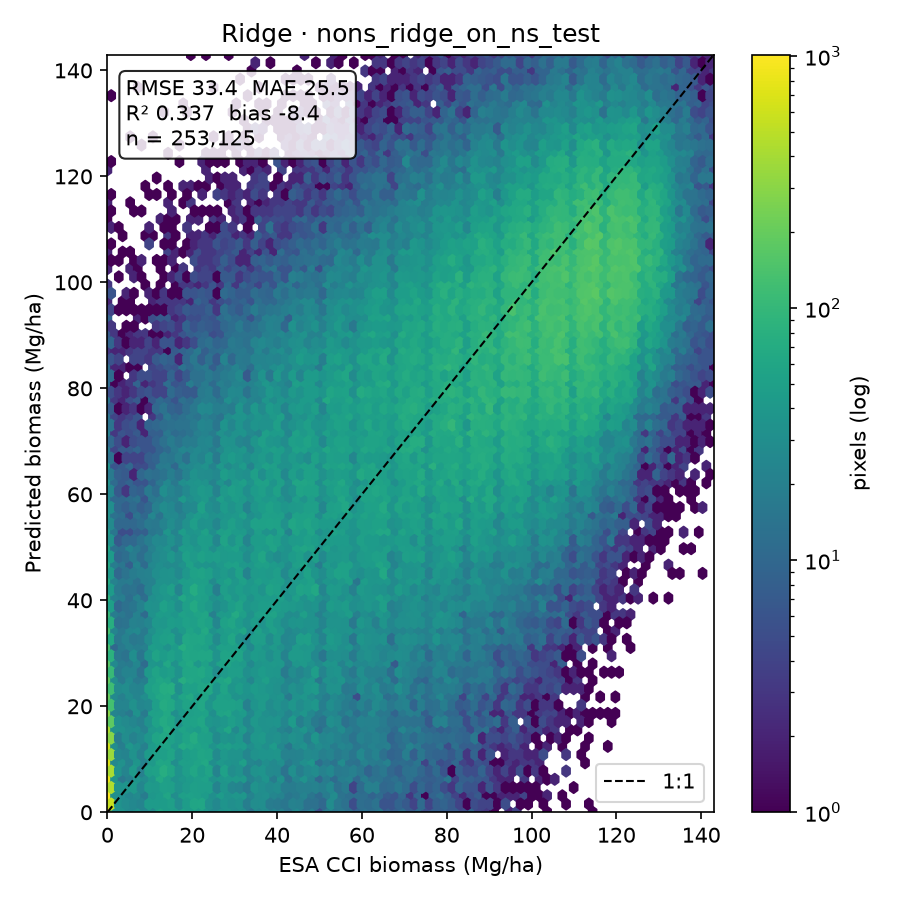 Ridge · nons_ridge_on_ns_test
RMSE 33.4  MAE 25.5
R² 0.337  bias -8.4
n = 253,125
140
120
100
80
60
40
20
0
Predicted biomass (Mg/ha)
0 20 40 60 80 100 120 140
ESA CCI biomass (Mg/ha)
1:1
10³
10²
10¹
10⁰
pixels (log)